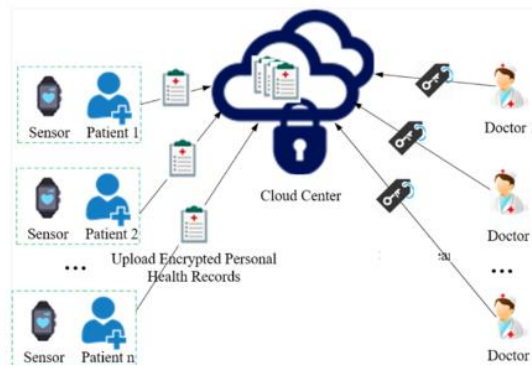 Sensor Patient 1
Doctor
Cloud Center
Sensor Patient 2
Doctor
...
Upload Encrypted Personal
Health Records
...
Sensor Patient n
Doctor